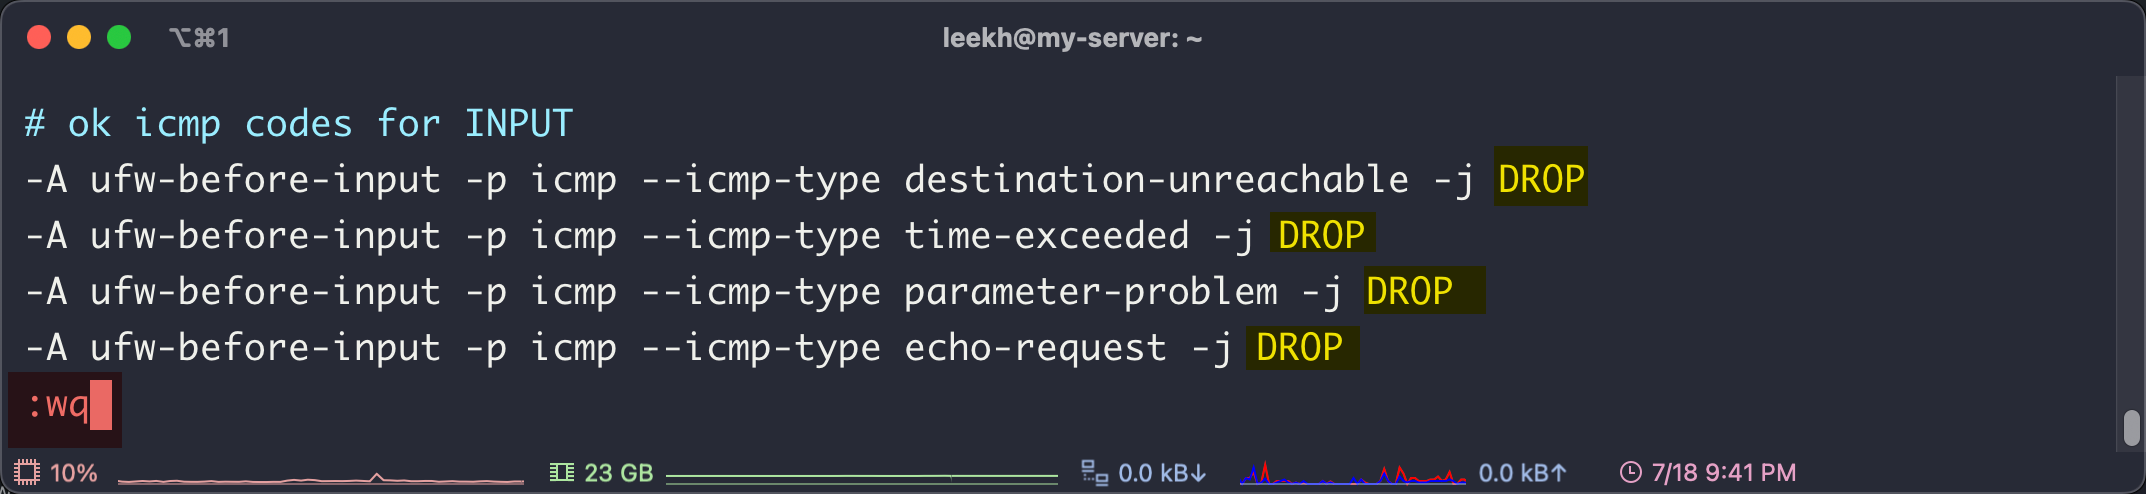 ⌥⌘1
leekh@my-server: ~
# ok icmp codes for INPUT
-A ufw-before-input -p icmp --icmp-type destination-unreachable -j DROP
-A ufw-before-input -p icmp --icmp-type time-exceeded -j DROP
-A ufw-before-input -p icmp --icmp-type parameter-problem -j DROP
-A ufw-before-input -p icmp --icmp-type echo-request -j DROP
:wq
10% 23 GB 0.0 kB↓ 0.0 kB↑ 7/18 9:41 PM